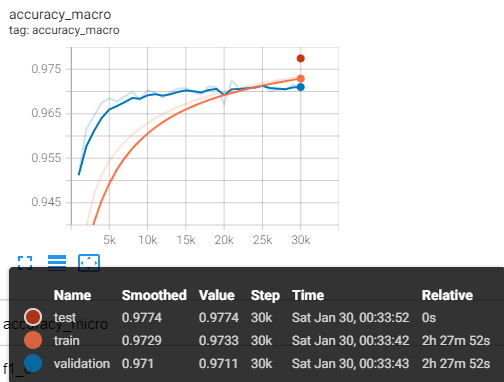 accuracy_macro
tag: accuracy_macro
0.975
0.965
0.955
0.945
5k 10k 15k 20k 25k 30k
Name Smoothed Value Step Time Relative
test 0.9774 0.9774 30k Sat Jan 30, 00:33:52 0s
accuracy_micro
train 0.9729 0.9733 30k Sat Jan 30, 00:33:42 2h 27m 52s
validation 0.971 0.9711 30k Sat Jan 30, 00:33:43 2h 27m 52s